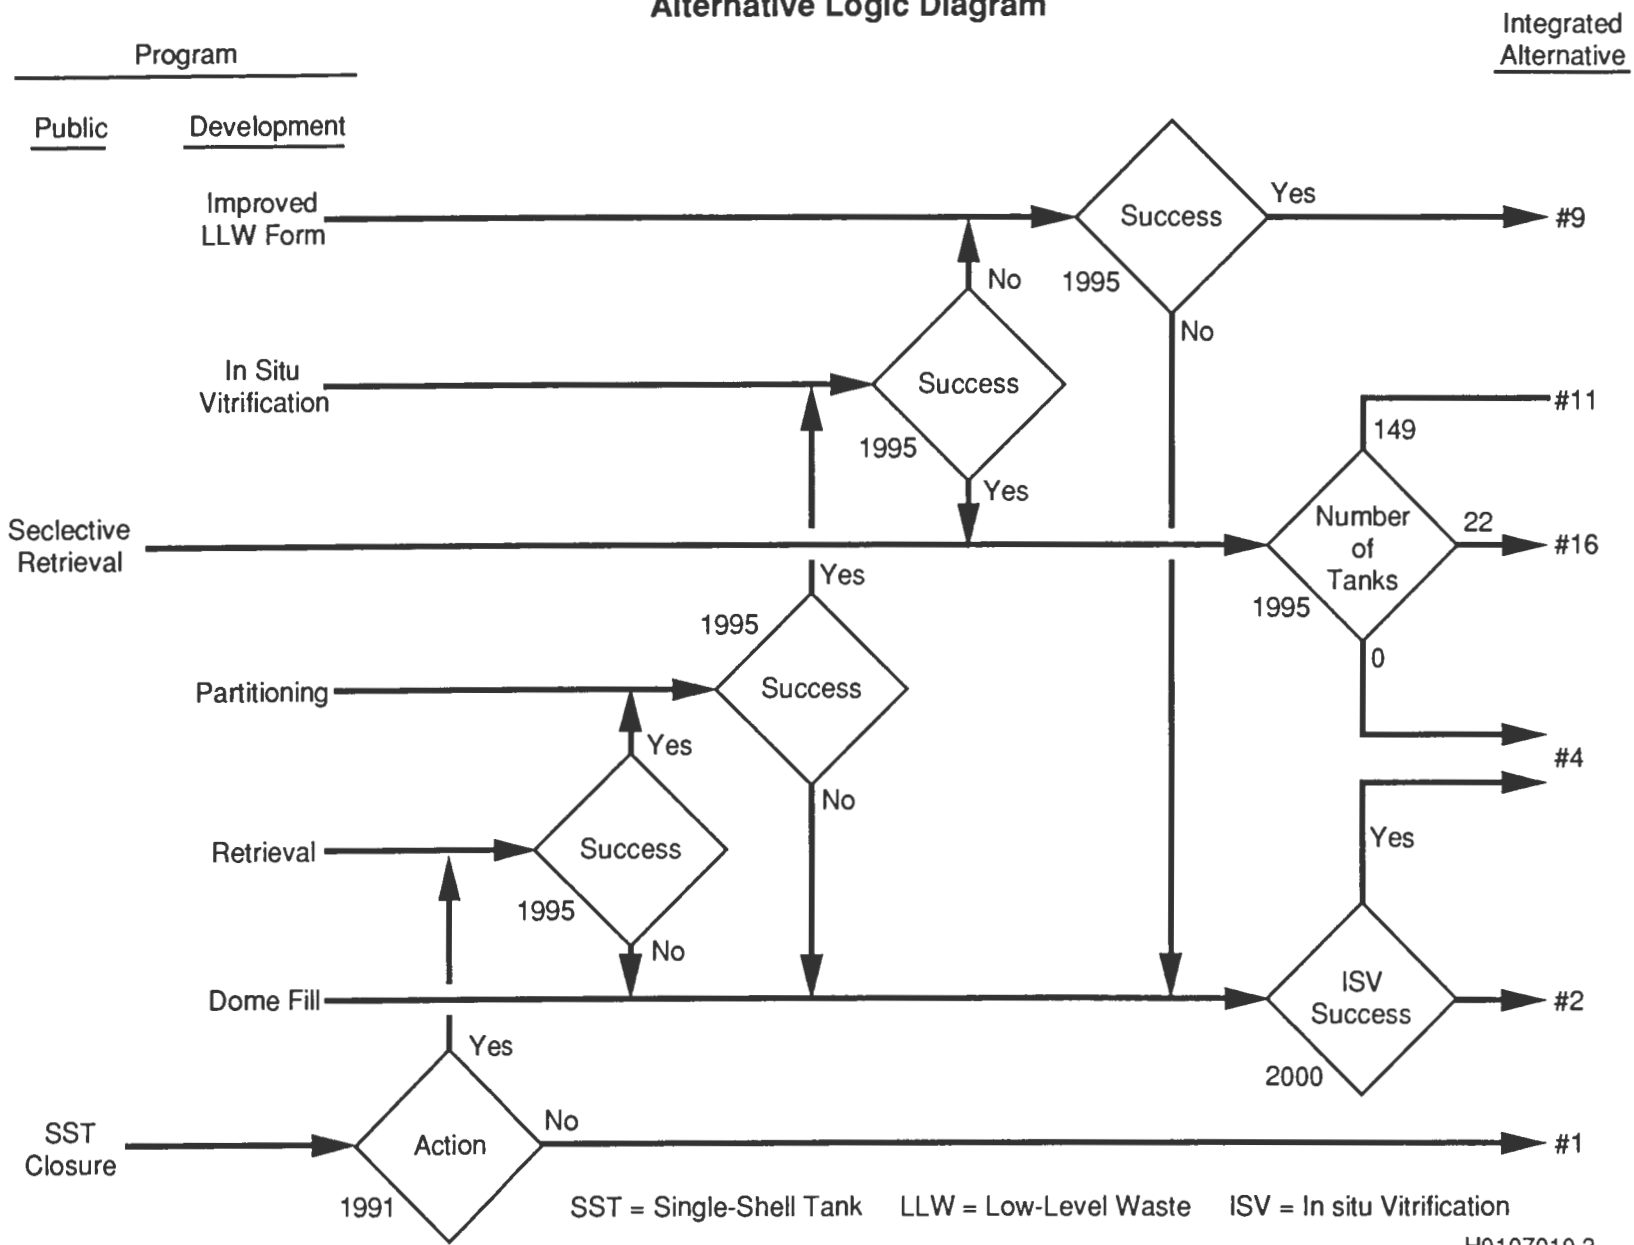 Alternative Logic Diagram
Integrated
Alternative
Program
Public
Development
Improved
LLW Form
Success
Yes
#9
1995
No
No
In Situ
Vitrification
Success
1995
Yes
#11
149
Seclective
Retrieval
Number
of
Tanks
22
#16
1995
0
Yes
1995
Partitioning
Success
No
#4
Yes
Retrieval
Success
1995
No
Yes
Dome Fill
ISV
Success
#2
2000
Yes
SST
Closure
Action
No
#1
1991
SST = Single-Shell Tank LLW = Low-Level Waste ISV = In situ Vitrification